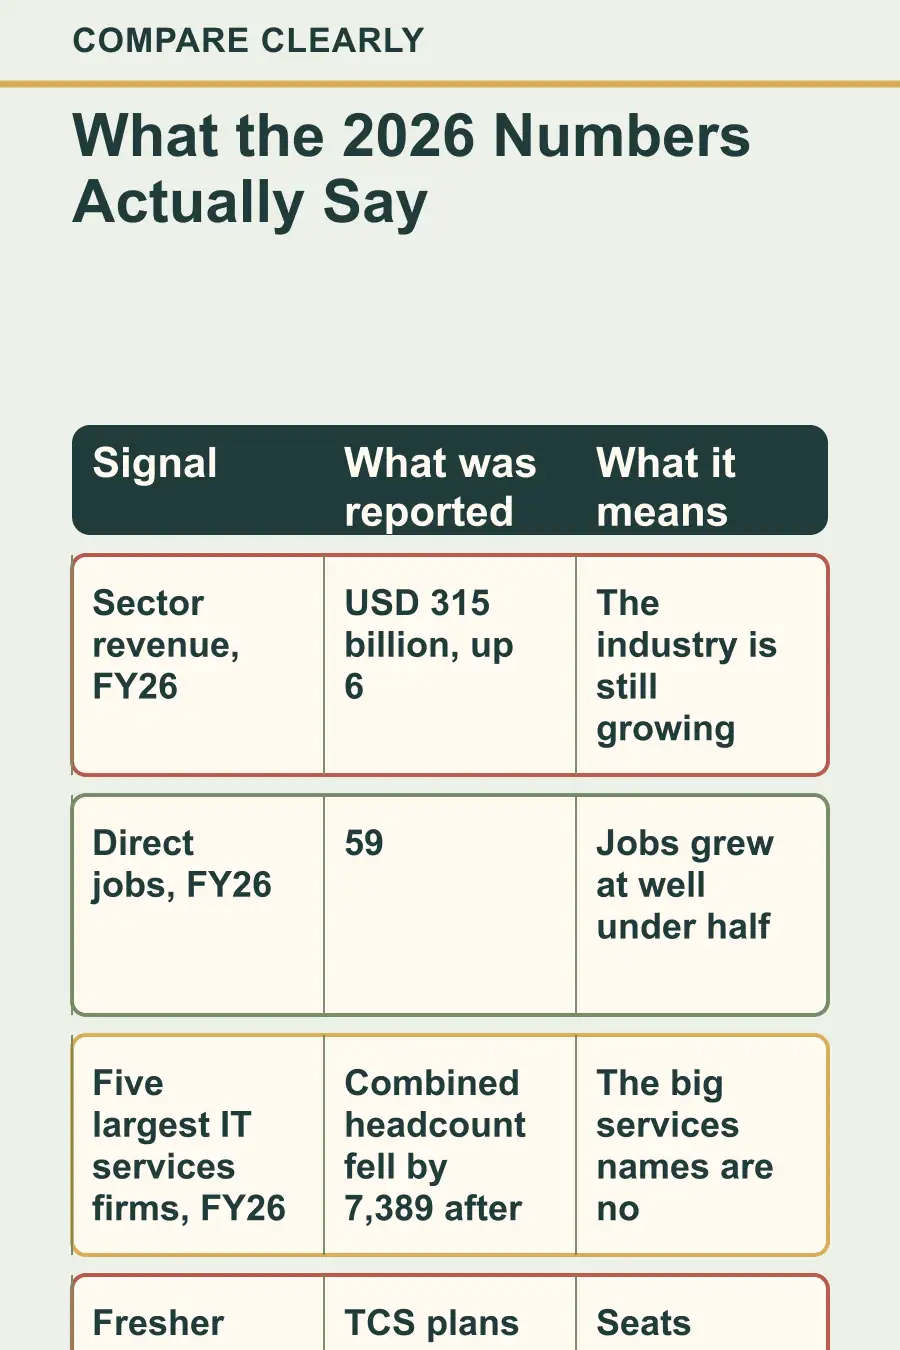 COMPARE CLEARLY
What the 2026 Numbers
Actually Say
Signal
What was
reported
What it
means
Sector
revenue,
FY26
USD 315
billion, up
6
The
industry is
still
growing
Direct
jobs, FY26
59
Jobs grew
at well
under half
Five
largest IT
services
firms, FY26
Combined
headcount
fell by
7,389 after
The big
services
names are
no
Fresher
TCS plans
Seats